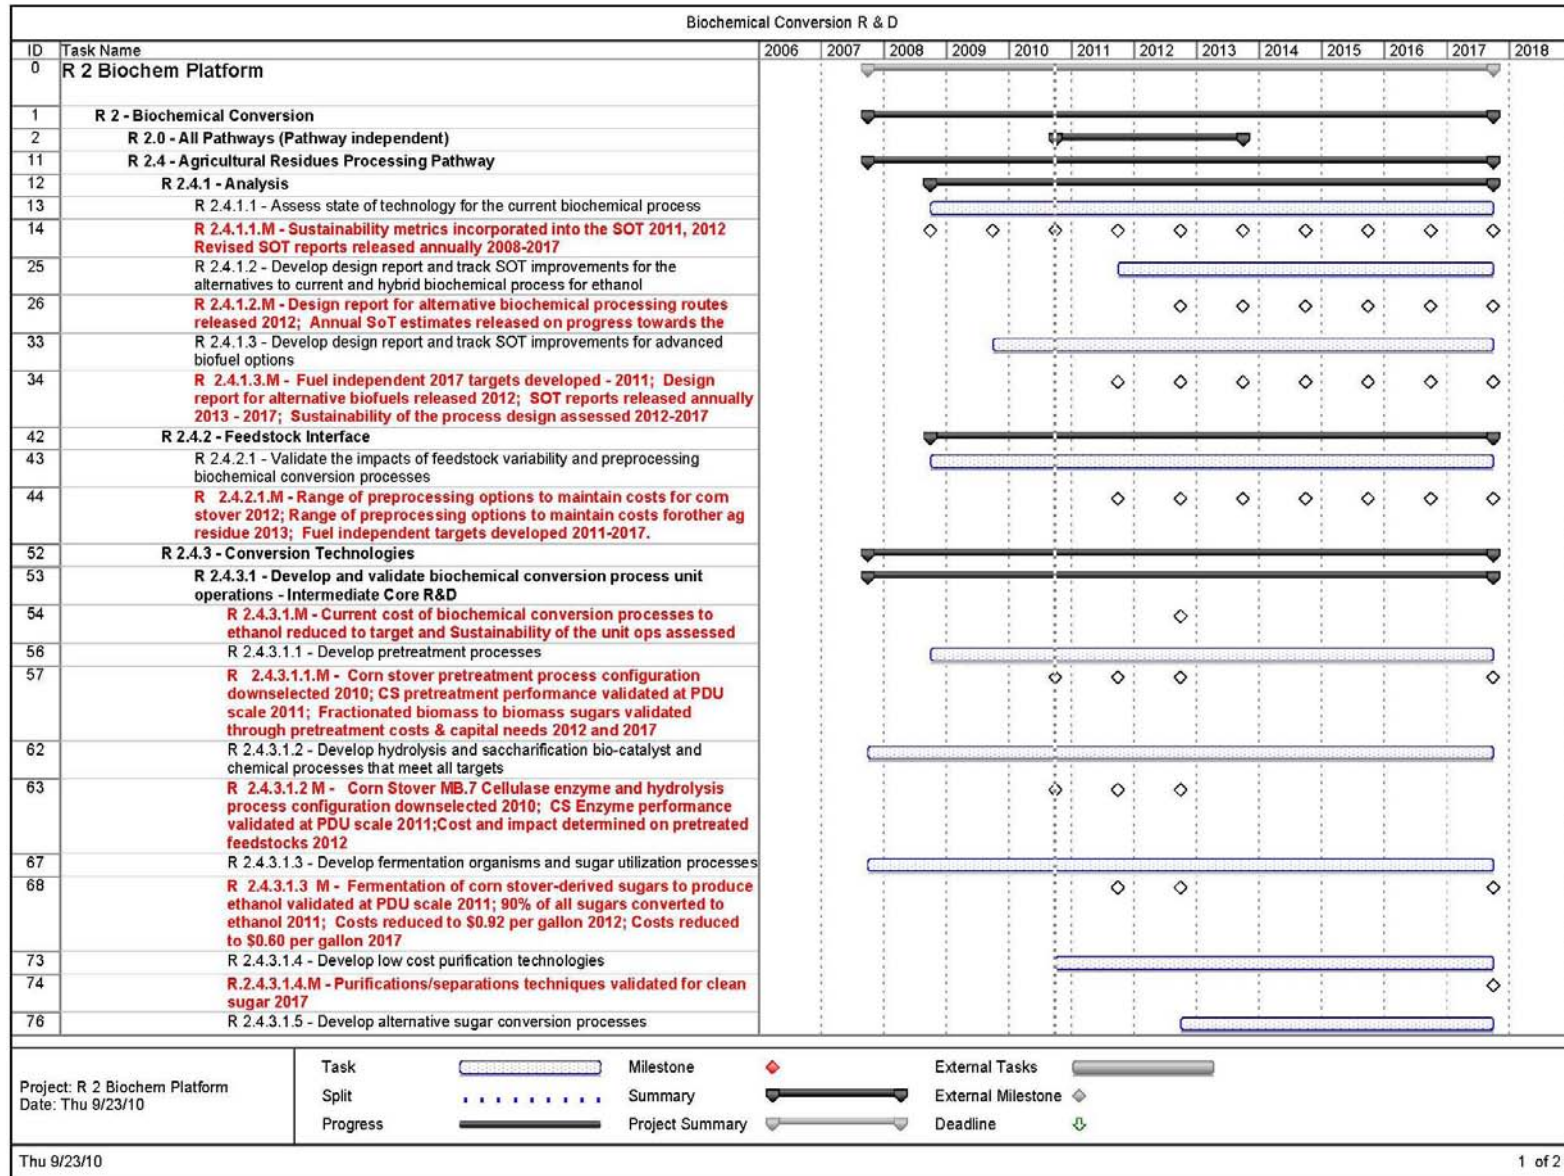 Biochemical Conversion R & D
ID Task Name 2006 2007 2008 2009 2010 2011 2012 2013 2014 2015 2016 2017 2018
0 R 2 Biochem Platform
1 R 2 - Biochemical Conversion
2 R 2.0 - All Pathways (Pathway independent)
11 R 2.4 - Agricultural Residues Processing Pathway
12 R 2.4.1 - Analysis
13 R 2.4.1.1 - Assess state of technology for the current biochemical process
14 R 2.4.1.1.M - Sustainability metrics incorporated into the SOT 2011, 2012
Revised SOT reports released annually 2008-2017
25 R 2.4.1.2 - Develop design report and track SOT improvements for the
alternatives to current and hybrid biochemical process for ethanol
26 R 2.4.1.2.M - Design report for alternative biochemical processing routes
released 2012; Annual SoT estimates released on progress towards the
33 R 2.4.1.3 - Develop design report and track SOT improvements for advanced
biofuel options
34 R 2.4.1.3.M - Fuel independent 2017 targets developed - 2011; Design
report for alternative biofuels released 2012; SOT reports released annually
2013 - 2017; Sustainability of the process design assessed 2012-2017
42 R 2.4.2 - Feedstock Interface
43 R 2.4.2.1 - Validate the impacts of feedstock variability and preprocessing
biochemical conversion processes
44 R 2.4.2.1.M - Range of preprocessing options to maintain costs for corn
stover 2012; Range of preprocessing options to maintain costs forother ag
residue 2013; Fuel independent targets developed 2011-2017.
52 R 2.4.3 - Conversion Technologies
53 R 2.4.3.1 - Develop and validate biochemical conversion process unit
operations - Intermediate Core R&D
54 R 2.4.3.1.M - Current cost of biochemical conversion processes to
ethanol reduced to target and Sustainability of the unit ops assessed
56 R 2.4.3.1.1 - Develop pretreatment processes
57 R 2.4.3.1.1.M - Corn stover pretreatment process configuration
downselected 2010; CS pretreatment performance validated at PDU
scale 2011; Fractionated biomass to biomass sugars validated
through pretreatment costs & capital needs 2012 and 2017
62 R 2.4.3.1.2 - Develop hydrolysis and saccharification bio-catalyst and
chemical processes that meet all targets
63 R 2.4.3.1.2 M - Corn Stover MB.7 Cellulase enzyme and hydrolysis
process configuration downselected 2010; CS Enzyme performance
validated at PDU scale 2011;Cost and impact determined on pretreated
feedstocks 2012
67 R 2.4.3.1.3 - Develop fermentation organisms and sugar utilization processes
68 R 2.4.3.1.3 M - Fermentation of corn stover-derived sugars to produce
ethanol validated at PDU scale 2011; 90% of all sugars converted to
ethanol 2011; Costs reduced to $0.92 per gallon 2012; Costs reduced
to $0.60 per gallon 2017
73 R 2.4.3.1.4 - Develop low cost purification technologies
74 R.2.4.3.1.4.M - Purifications/separations techniques validated for clean
sugar 2017
76 R 2.4.3.1.5 - Develop alternative sugar conversion processes
Project: R 2 Biochem Platform
Date: Thu 9/23/10
Task Milestone External Tasks
Split Summary External Milestone
Progress Project Summary Deadline
Thu 9/23/10 1 of 2